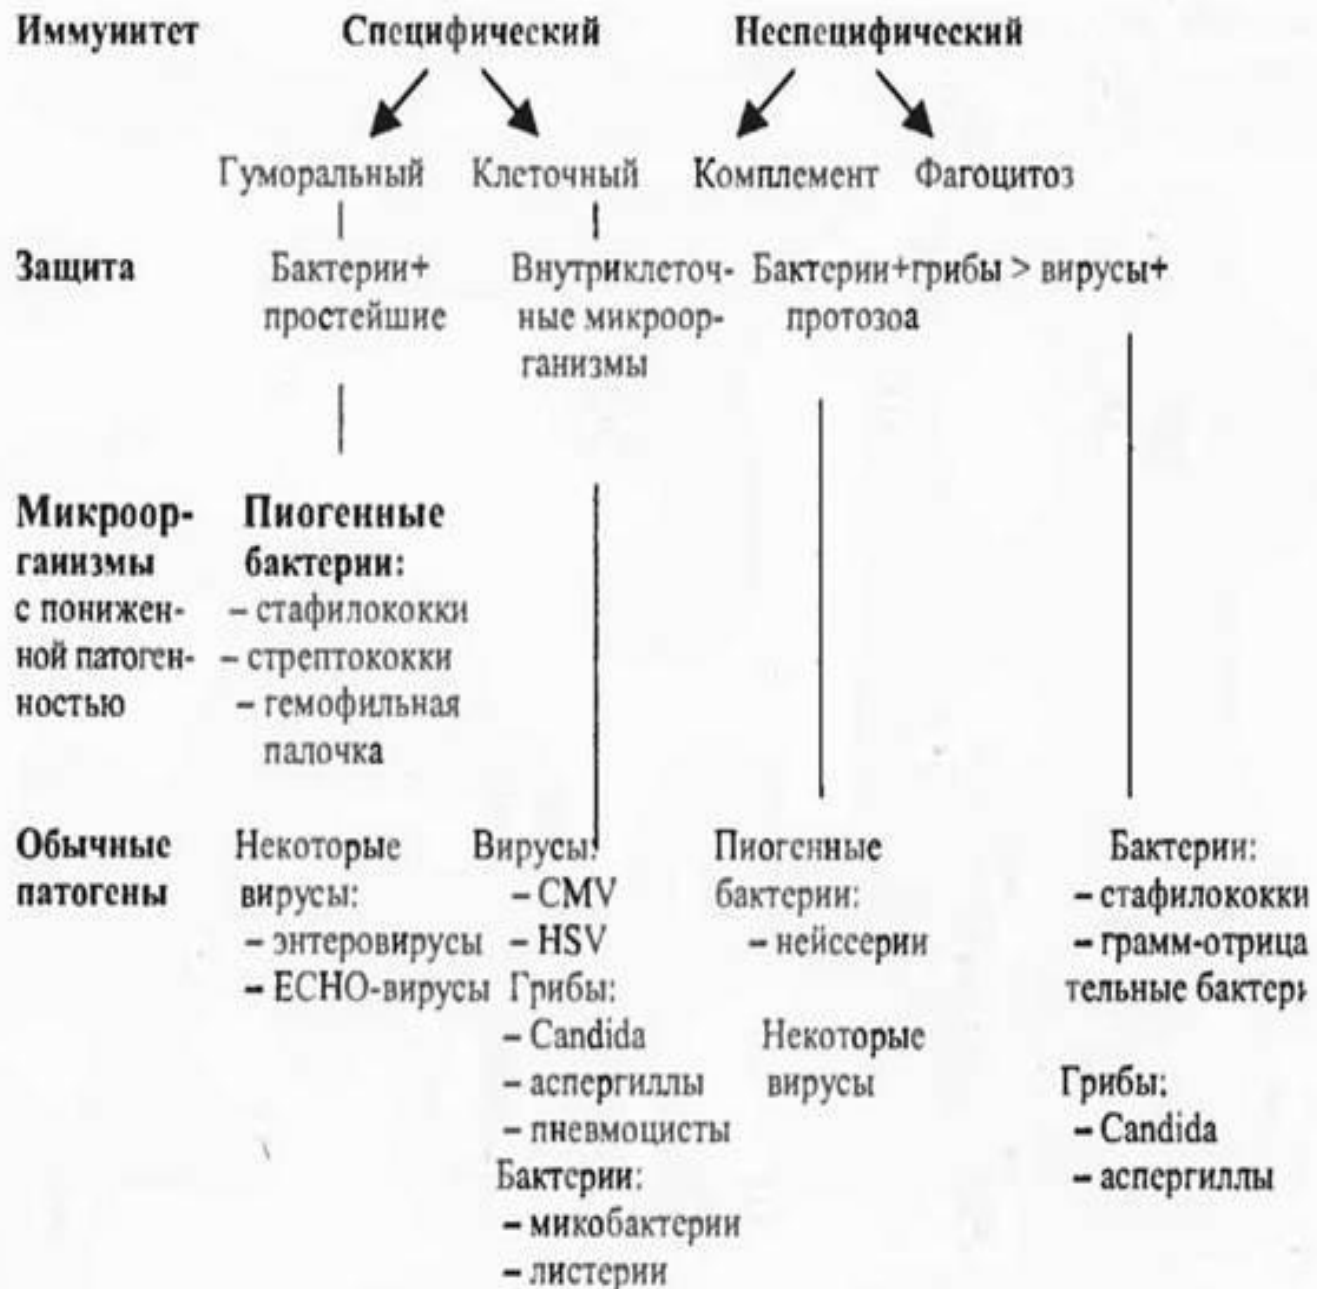 Иммунитет Специфический Неспецифический
Гуморальный Клеточный Комплемент Фагоцитоз
Защита Бактерии+ Внутриклеточ- Бактерии+грибы > вирусы+
простейшие ные микроор- протозоа
ганизмы
Микроор- Пиогенные
ганизмы бактерии:
с понижен- – стафилококки
ной патоген- – стрептококки
ностью – гемофильная
палочка
Обычные Некоторые Вирусы: Пиогенные Бактерии:
патогены вирусы: – CMV бактерии: – стафилококки
– энтеровирусы – HSV – нейссерии – грамм-отрица
– ECHO-вирусы Грибы: тельные бактери
– Candida Некоторые
– аспергиллы вирусы Грибы:
– пневмоцисты – Candida
Бактерии: – аспергиллы
– микобактерии
– листерии